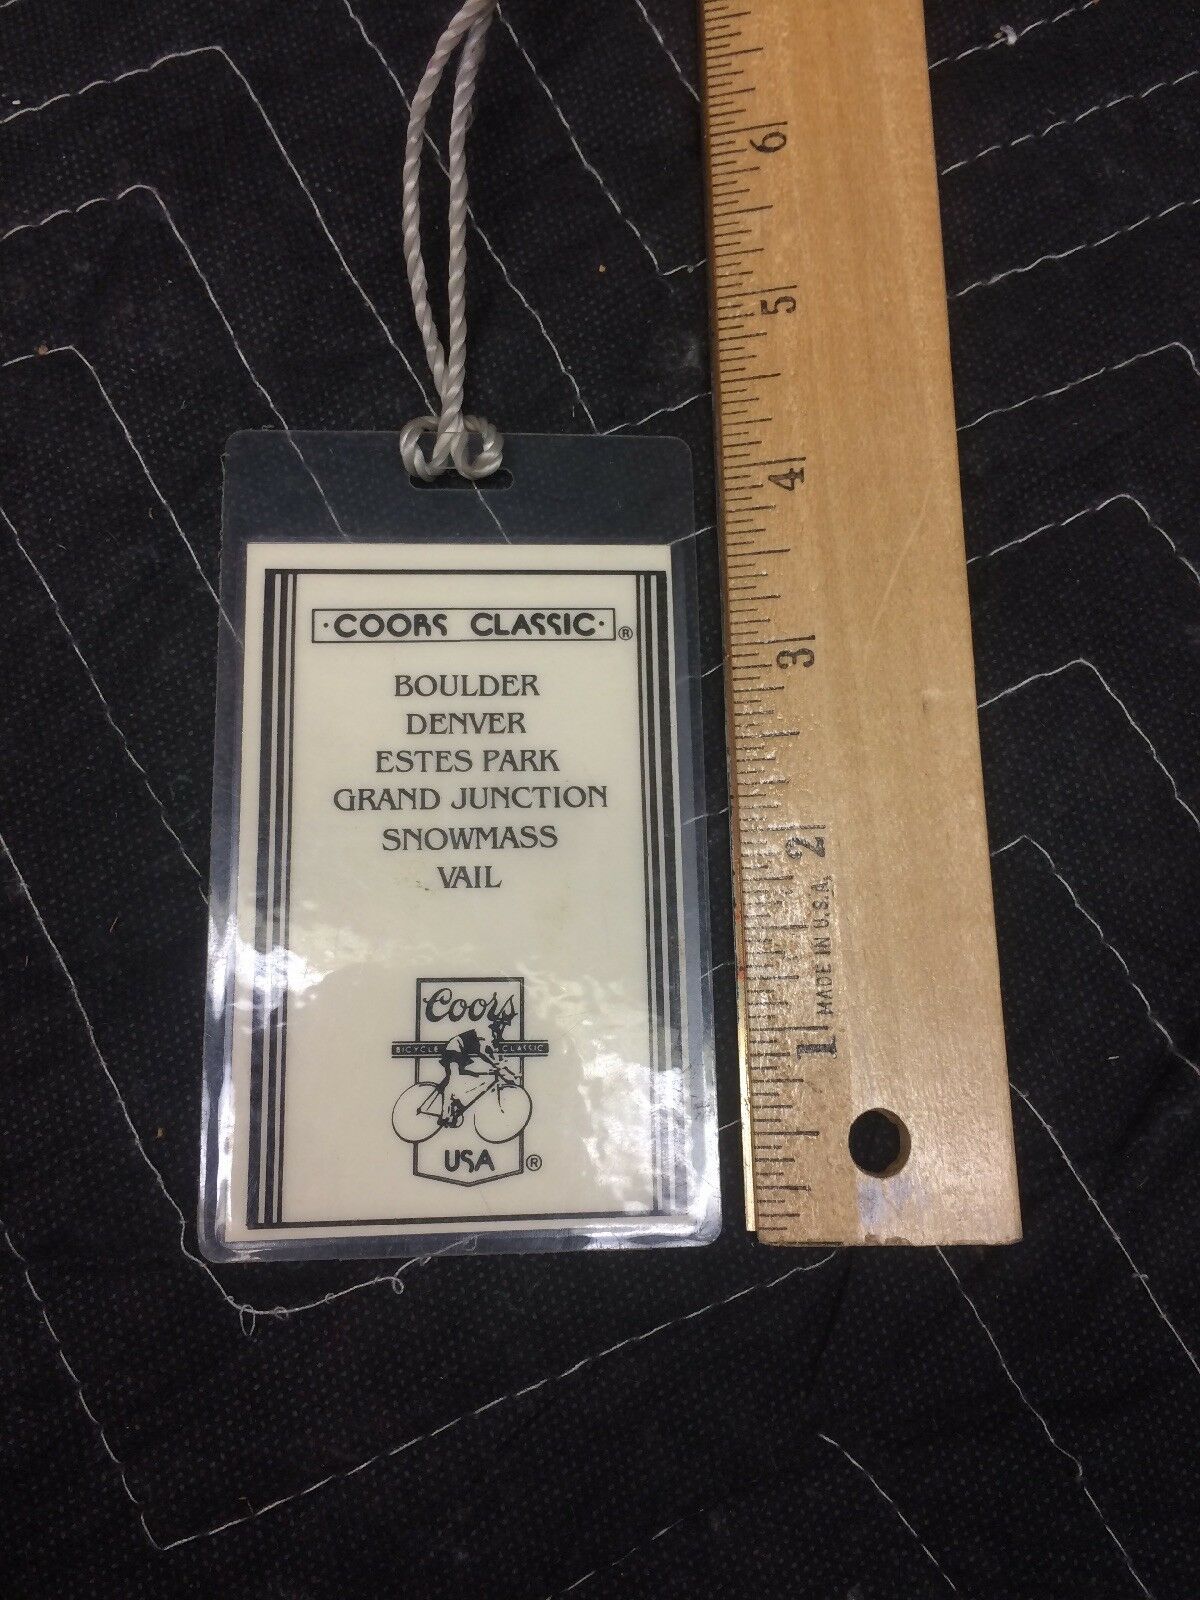 ·COORS CLASSIC·®
BOULDER
DENVER
ESTES PARK
GRAND JUNCTION
SNOWMASS
VAIL
Coors
BICYCLE CLASSIC
USA ®
6
5
4
3
2
1
MADE IN U.S.A.